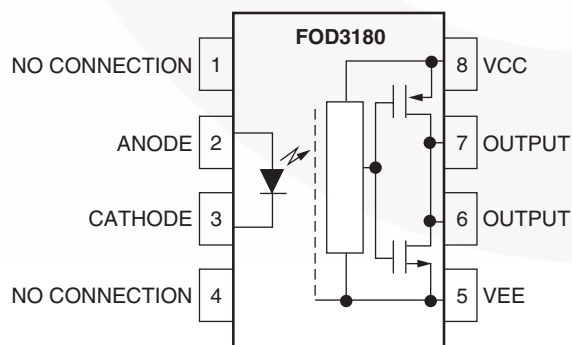 FOD3180
NO CONNECTION 1
8 VCC
ANODE 2
7 OUTPUT
CATHODE 3
6 OUTPUT
NO CONNECTION 4
5 VEE